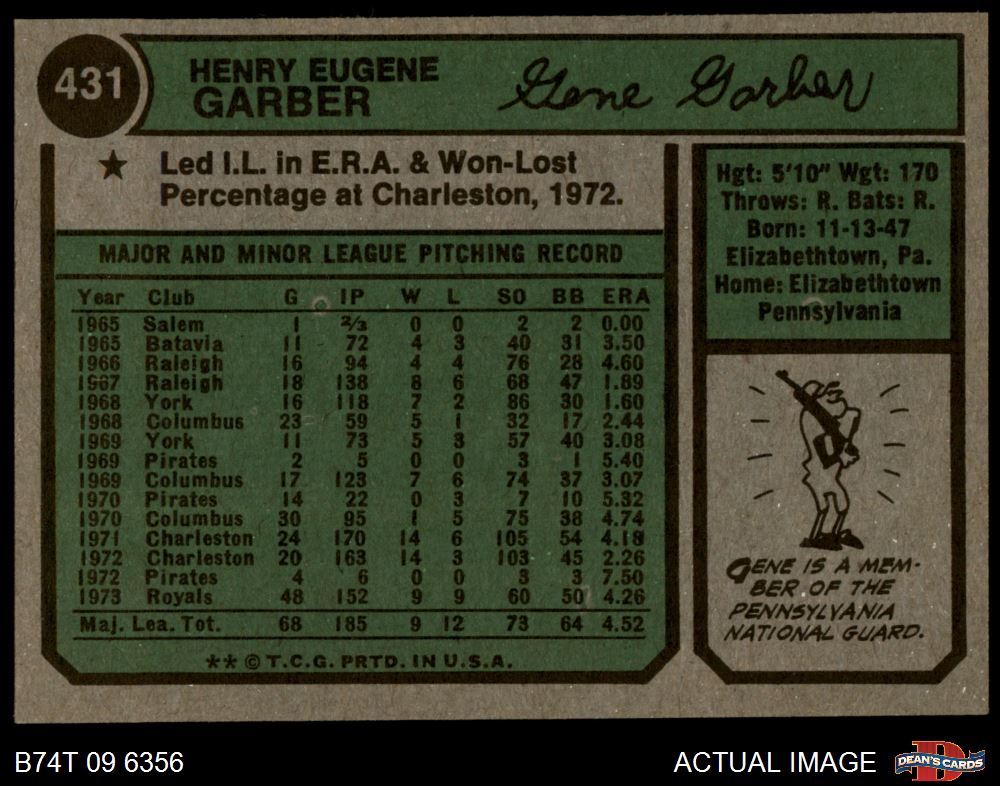 431
HENRY EUGENE
GARBER
Gene Garber
★ Led I.L. in E.R.A. & Won-Lost
Percentage at Charleston, 1972.
MAJOR AND MINOR LEAGUE PITCHING RECORD
Year Club G IP W L SO BB ERA
1965 Salem 1 2/3 0 0 2 2 0.00
1965 Batavia 11 72 4 3 40 31 3.50
1966 Raleigh 16 94 4 4 76 28 4.60
1967 Raleigh 18 138 8 6 68 47 1.89
1968 York 16 118 7 2 86 30 1.60
1968 Columbus 23 59 5 1 32 17 2.44
1969 York 11 73 5 3 57 40 3.08
1969 Pirates 2 5 0 0 3 1 5.40
1969 Columbus 17 123 7 6 74 37 3.07
1970 Pirates 14 22 0 3 7 10 5.32
1970 Columbus 30 95 1 5 75 38 4.74
1971 Charleston 24 170 14 6 105 54 4.18
1972 Charleston 20 163 14 3 103 45 2.26
1972 Pirates 4 6 0 0 3 3 7.50
1973 Royals 48 152 9 9 60 50 4.26
Maj. Lea. Tot. 68 185 9 12 73 64 4.52
** © T.C.G. PRTD. IN U.S.A.
Hgt: 5'10" Wgt: 170
Throws: R. Bats: R.
Born: 11-13-47
Elizabethtown, Pa.
Home: Elizabethtown
Pennsylvania
GENE IS A MEM-
BER OF THE
PENNSYLVANIA
NATIONAL GUARD.
B74T 09 6356
ACTUAL IMAGE
D
DEAN'S CARDS